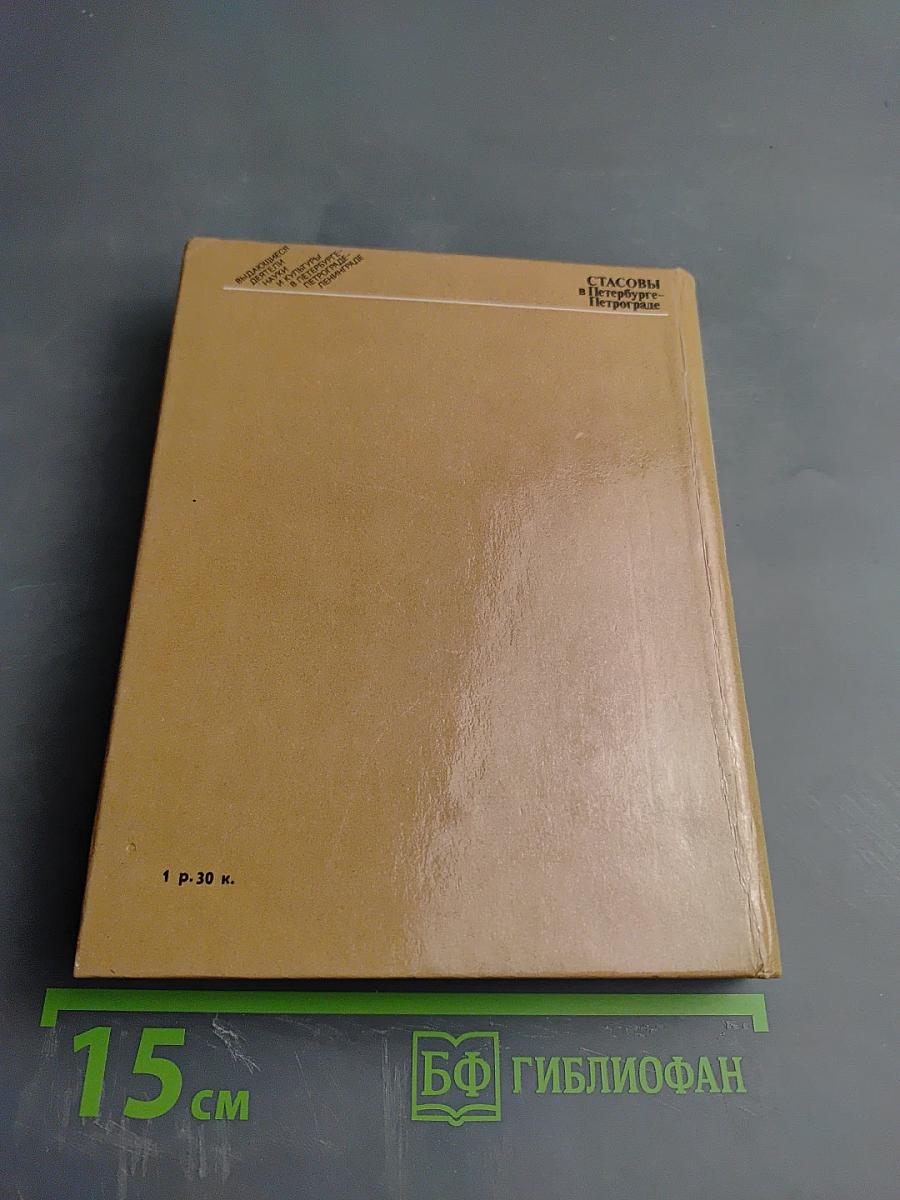 ВЫДАЮЩИЕСЯ
ДЕЯТЕЛИ
НАУКИ
И КУЛЬТУРЫ
В ПЕТЕРБУРГЕ–
ПЕТРОГРАДЕ–
ЛЕНИНГРАДЕ
СТАСОВЫ
в Петербурге–
Петрограде
1 р. 30 к.
15 СМ
БФ ГИБЛИОФАН